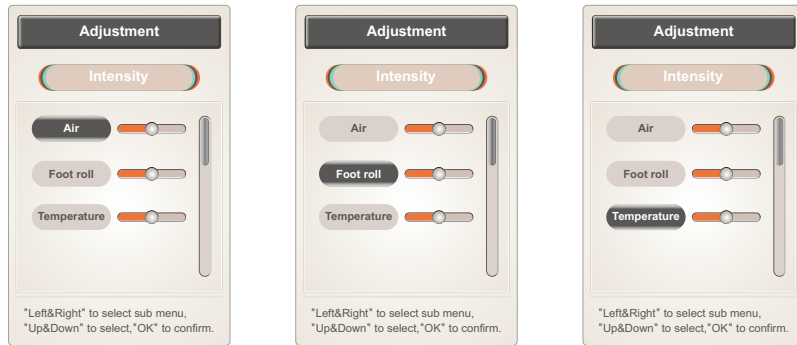 Adjustment
Intensity
Air
Foot roll
Temperature
"Left&Right" to select sub menu,
"Up&Down" to select,"OK" to confirm.
Adjustment
Intensity
Air
Foot roll
Temperature
"Left&Right" to select sub menu,
"Up&Down" to select,"OK" to confirm.
Adjustment
Intensity
Air
Foot roll
Temperature
"Left&Right" to select sub menu,
"Up&Down" to select,"OK" to confirm.